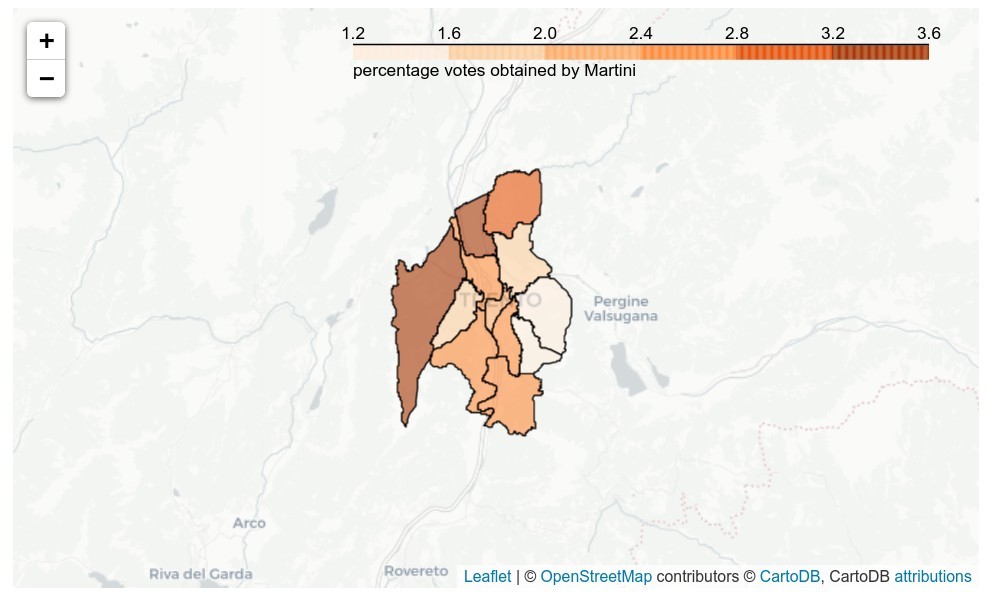 +
−
1.2 1.6 2.0 2.4 2.8 3.2 3.6
percentage votes obtained by Martini
TRENTO
Pergine
Valsugana
Arco
Riva del Garda
Rovereto
Leaflet | © OpenStreetMap contributors © CartoDB, CartoDB attributions